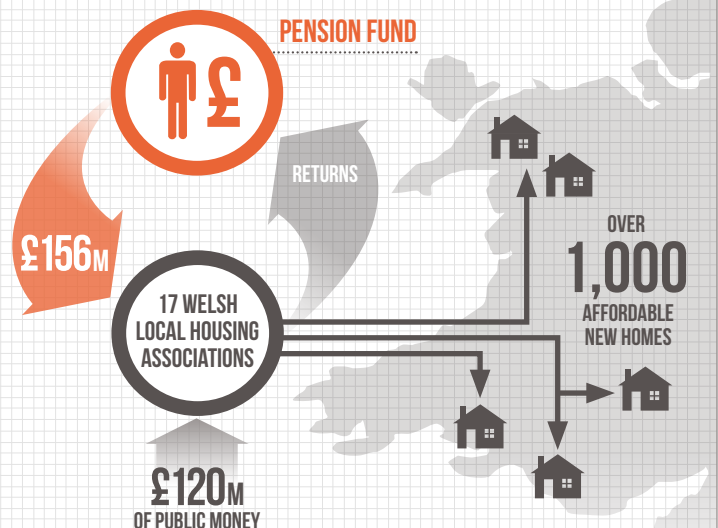 PENSION FUND
£
RETURNS
£156M
17 WELSH
LOCAL HOUSING
ASSOCIATIONS
OVER
1,000
AFFORDABLE
NEW HOMES
£120M
OF PUBLIC MONEY